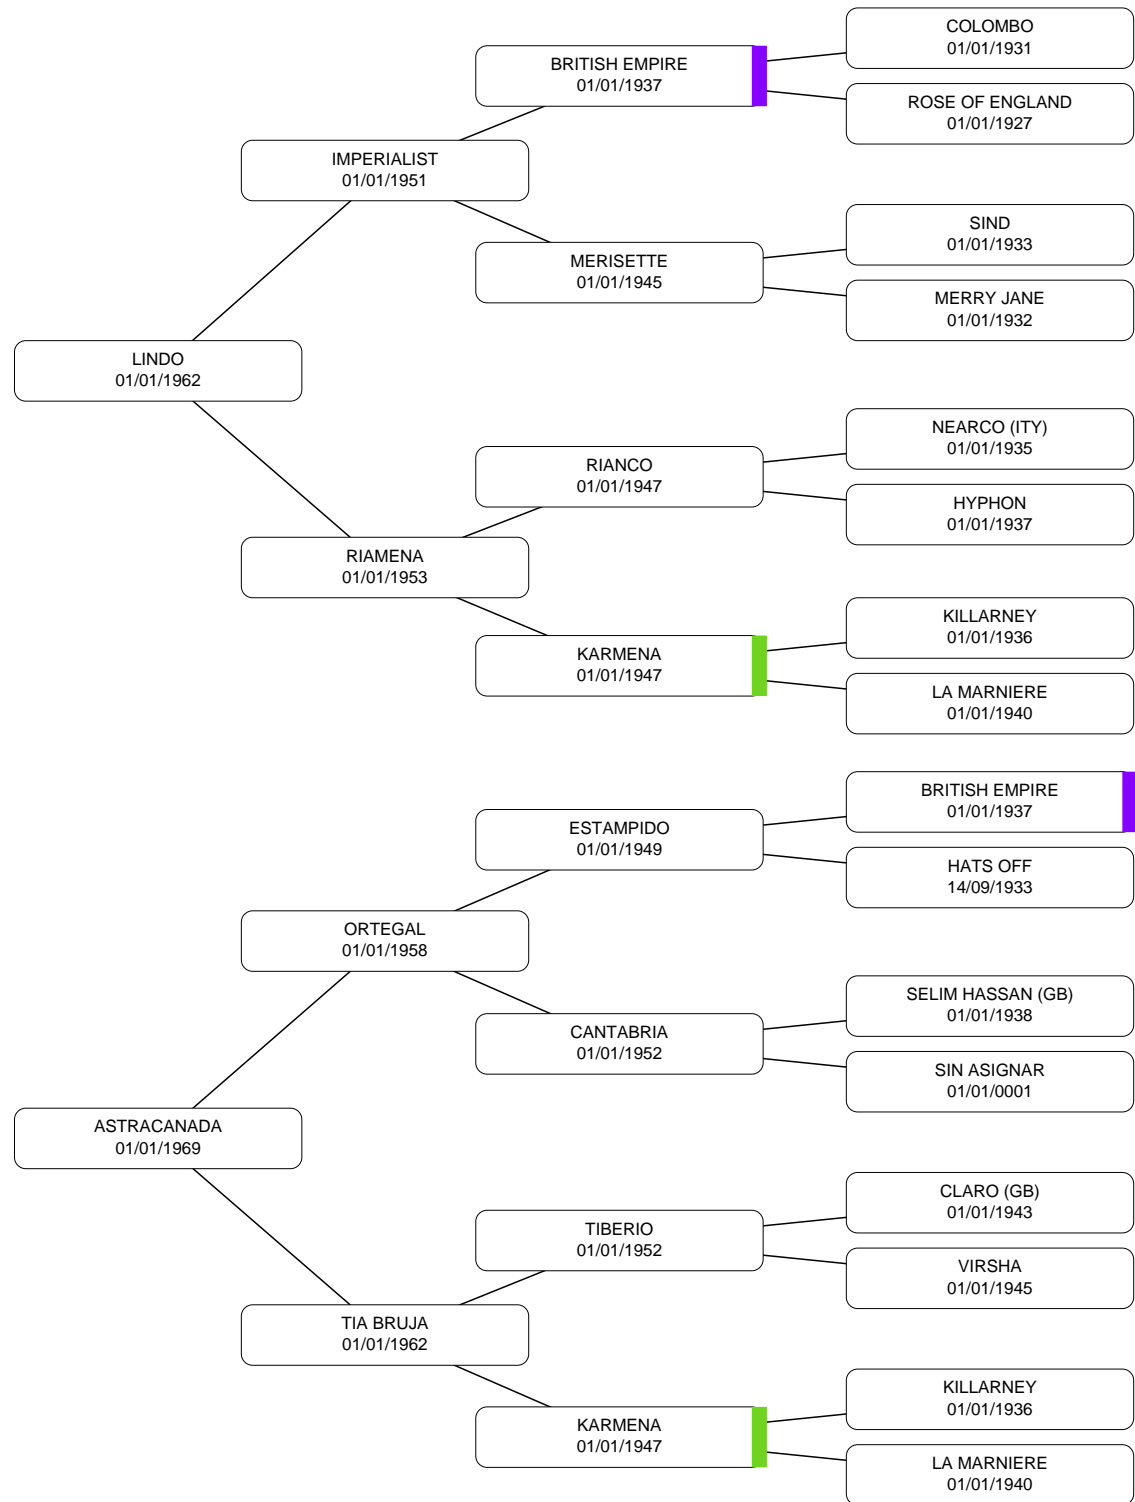 COLOMBO
01/01/1931
BRITISH EMPIRE
01/01/1937
ROSE OF ENGLAND
01/01/1927
IMPERIALIST
01/01/1951
SIND
01/01/1933
MERISETTE
01/01/1945
MERRY JANE
01/01/1932
LINDO
01/01/1962
NEARCO (ITY)
01/01/1935
RIANCO
01/01/1947
HYPHON
01/01/1937
RIAMENA
01/01/1953
KILLARNEY
01/01/1936
KARMENA
01/01/1947
LA MARNIERE
01/01/1940
BRITISH EMPIRE
01/01/1937
ESTAMPIDO
01/01/1949
HATS OFF
14/09/1933
ORTEGAL
01/01/1958
SELIM HASSAN (GB)
01/01/1938
CANTABRIA
01/01/1952
SIN ASIGNAR
01/01/0001
ASTRACANADA
01/01/1969
CLARO (GB)
01/01/1943
TIBERIO
01/01/1952
VIRSHA
01/01/1945
TIA BRUJA
01/01/1962
KILLARNEY
01/01/1936
KARMENA
01/01/1947
LA MARNIERE
01/01/1940